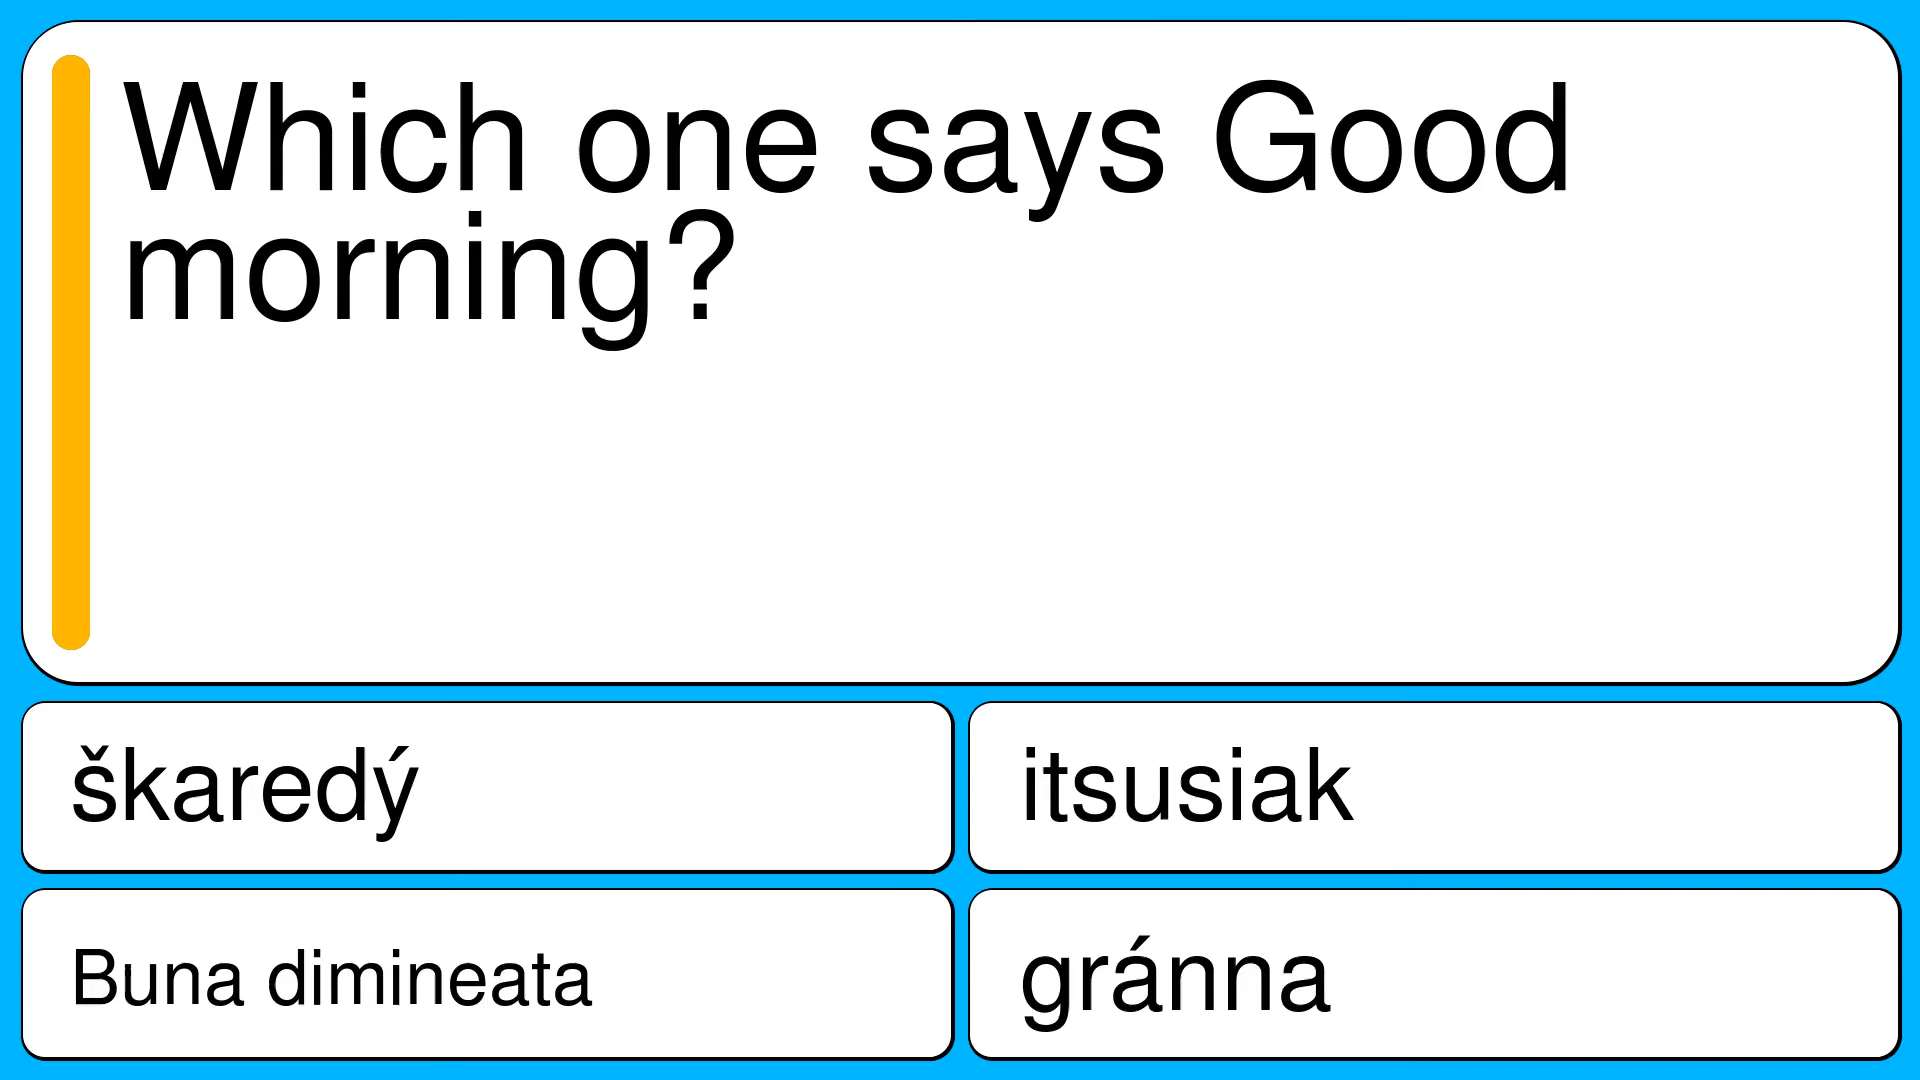 Which one says Good
morning?
škaredý
itsusiak
Buna dimineata
gránna